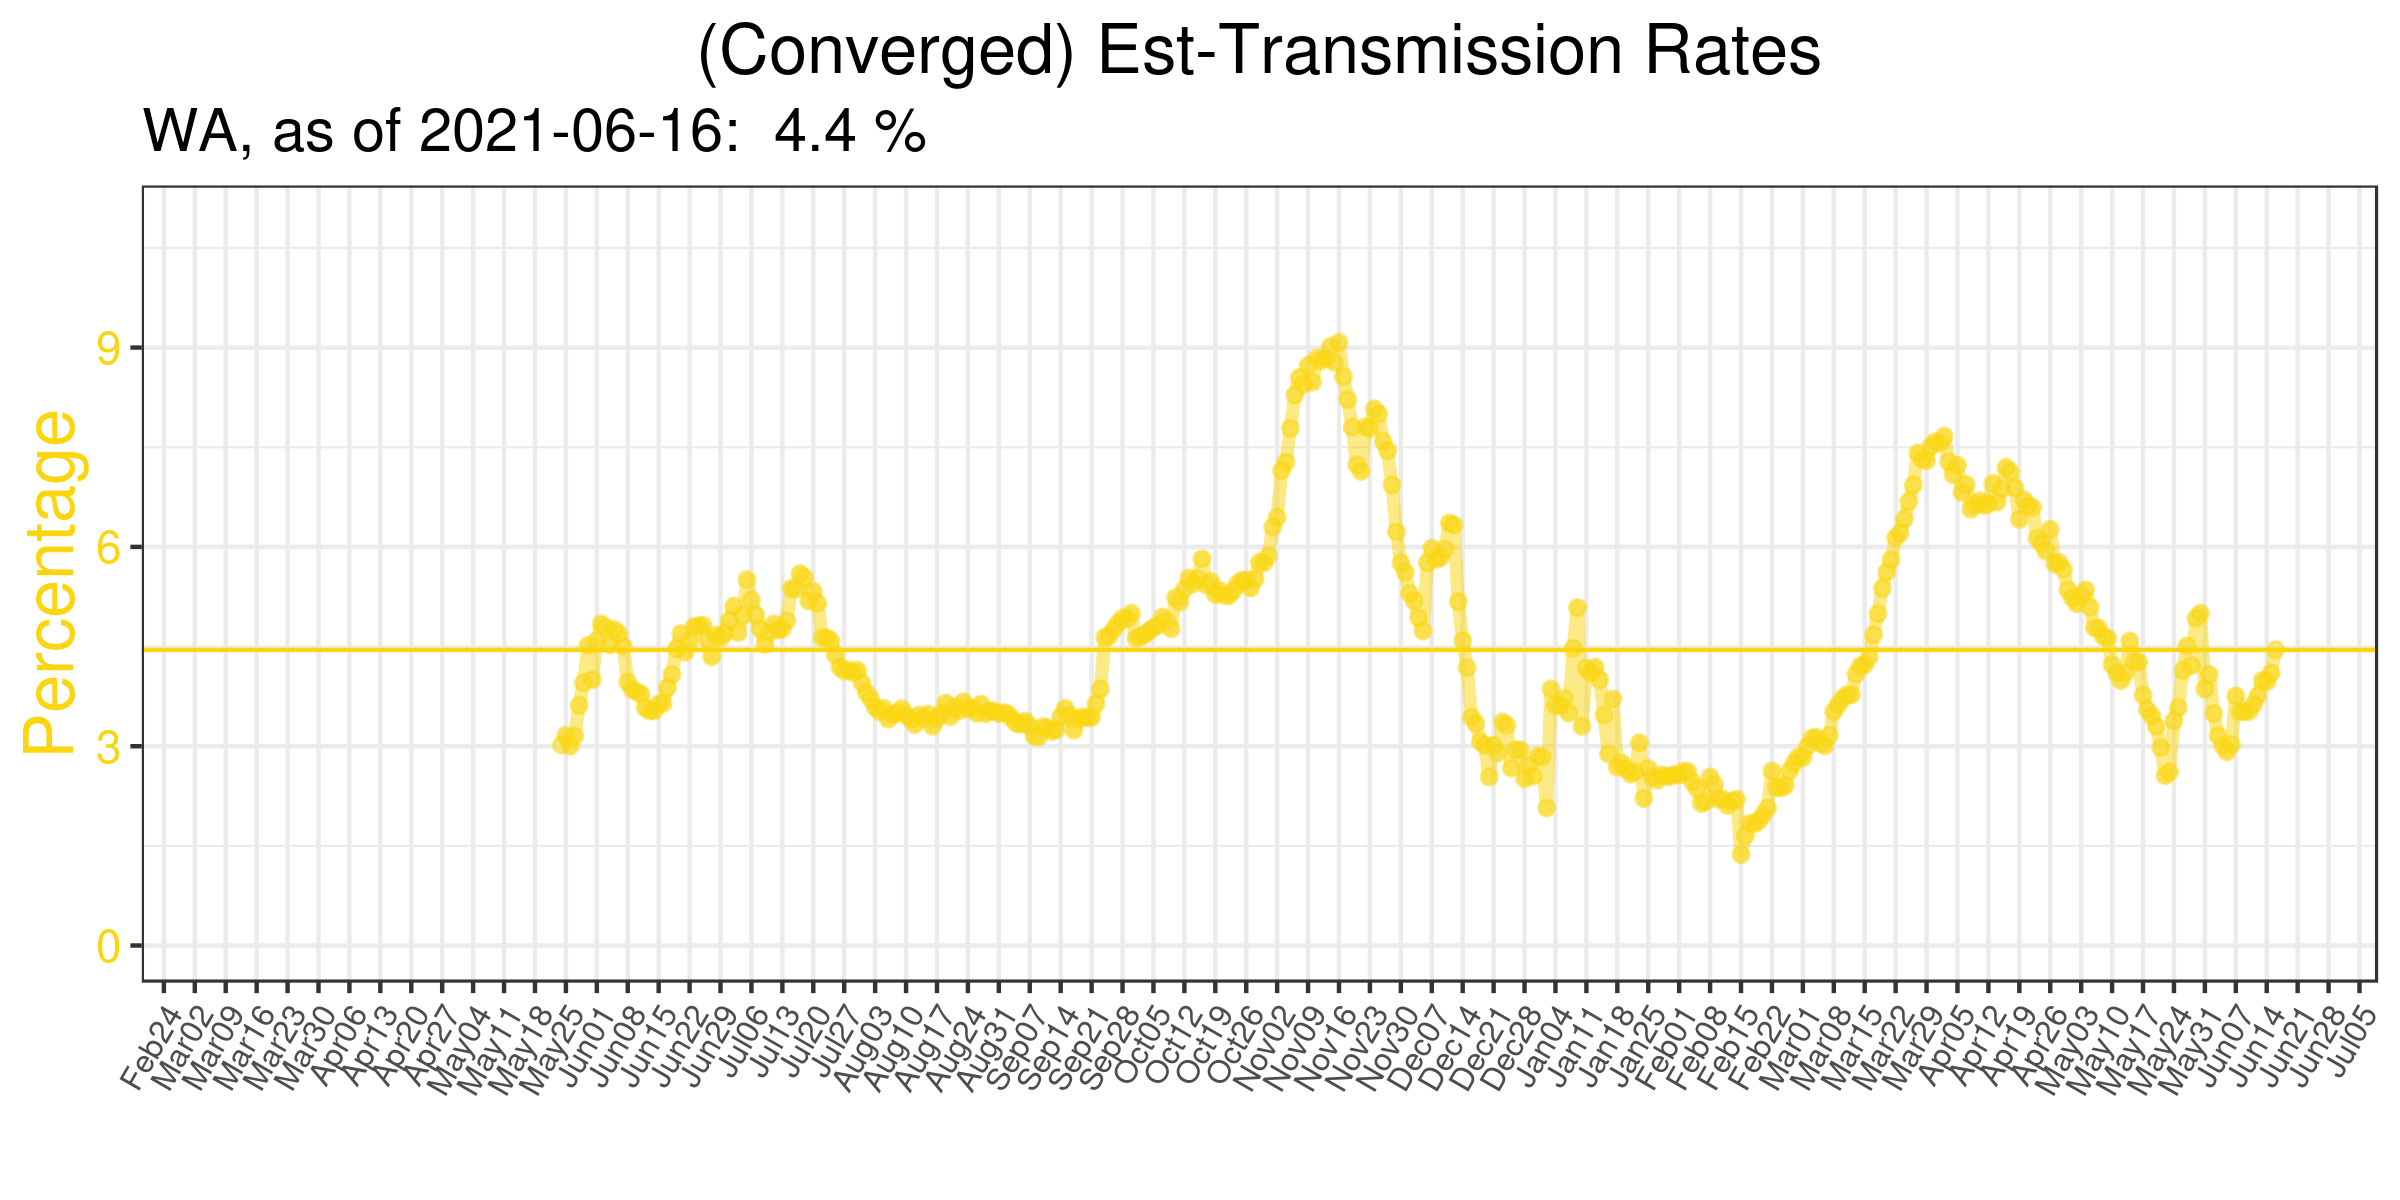 (Converged) Est-Transmission Rates
WA, as of 2021-06-16: 4.4 %
Percentage
9
6
3
0
Feb24
Mar02
Mar09
Mar16
Mar23
Mar30
Apr06
Apr13
Apr20
Apr27
May04
May11
May18
May25
Jun01
Jun08
Jun15
Jun22
Jun29
Jul06
Jul13
Jul20
Jul27
Aug03
Aug10
Aug17
Aug24
Aug31
Sep07
Sep14
Sep21
Sep28
Oct05
Oct12
Oct19
Oct26
Nov02
Nov09
Nov16
Nov23
Nov30
Dec07
Dec14
Dec21
Dec28
Jan04
Jan11
Jan18
Jan25
Feb01
Feb08
Feb15
Feb22
Mar01
Mar08
Mar15
Mar22
Mar29
Apr05
Apr12
Apr19
Apr26
May03
May10
May17
May24
May31
Jun07
Jun14
Jun21
Jun28
Jul05